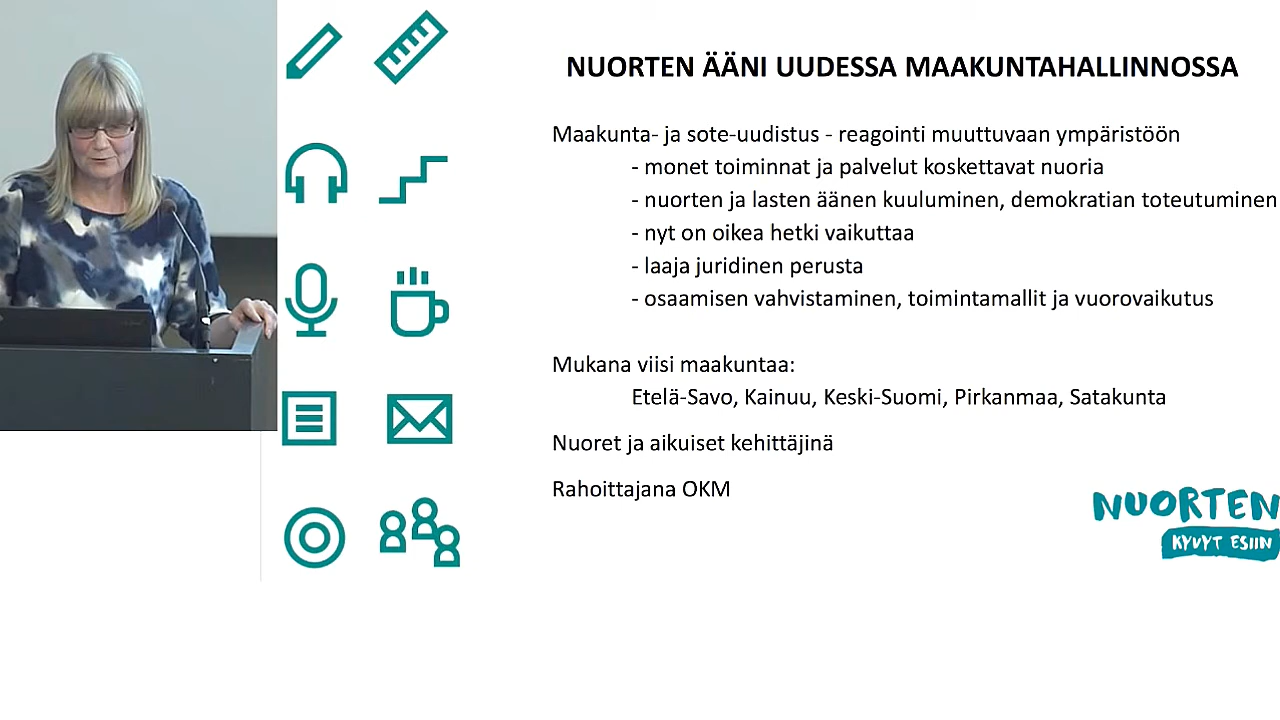 NUORTEN ÄÄNI UUDESSA MAAKUNTAHALLINNOSSA
Maakunta- ja sote-uudistus - reagointi muuttuvaan ympäristöön
- monet toiminnat ja palvelut koskettavat nuoria
- nuorten ja lasten äänen kuuluminen, demokratian toteutuminen
- nyt on oikea hetki vaikuttaa
- laaja juridinen perusta
- osaamisen vahvistaminen, toimintamallit ja vuorovaikutus
Mukana viisi maakuntaa:
Etelä-Savo, Kainuu, Keski-Suomi, Pirkanmaa, Satakunta
Nuoret ja aikuiset kehittäjinä
Rahoittajana OKM
NUORTEN
KYVYT ESIIN